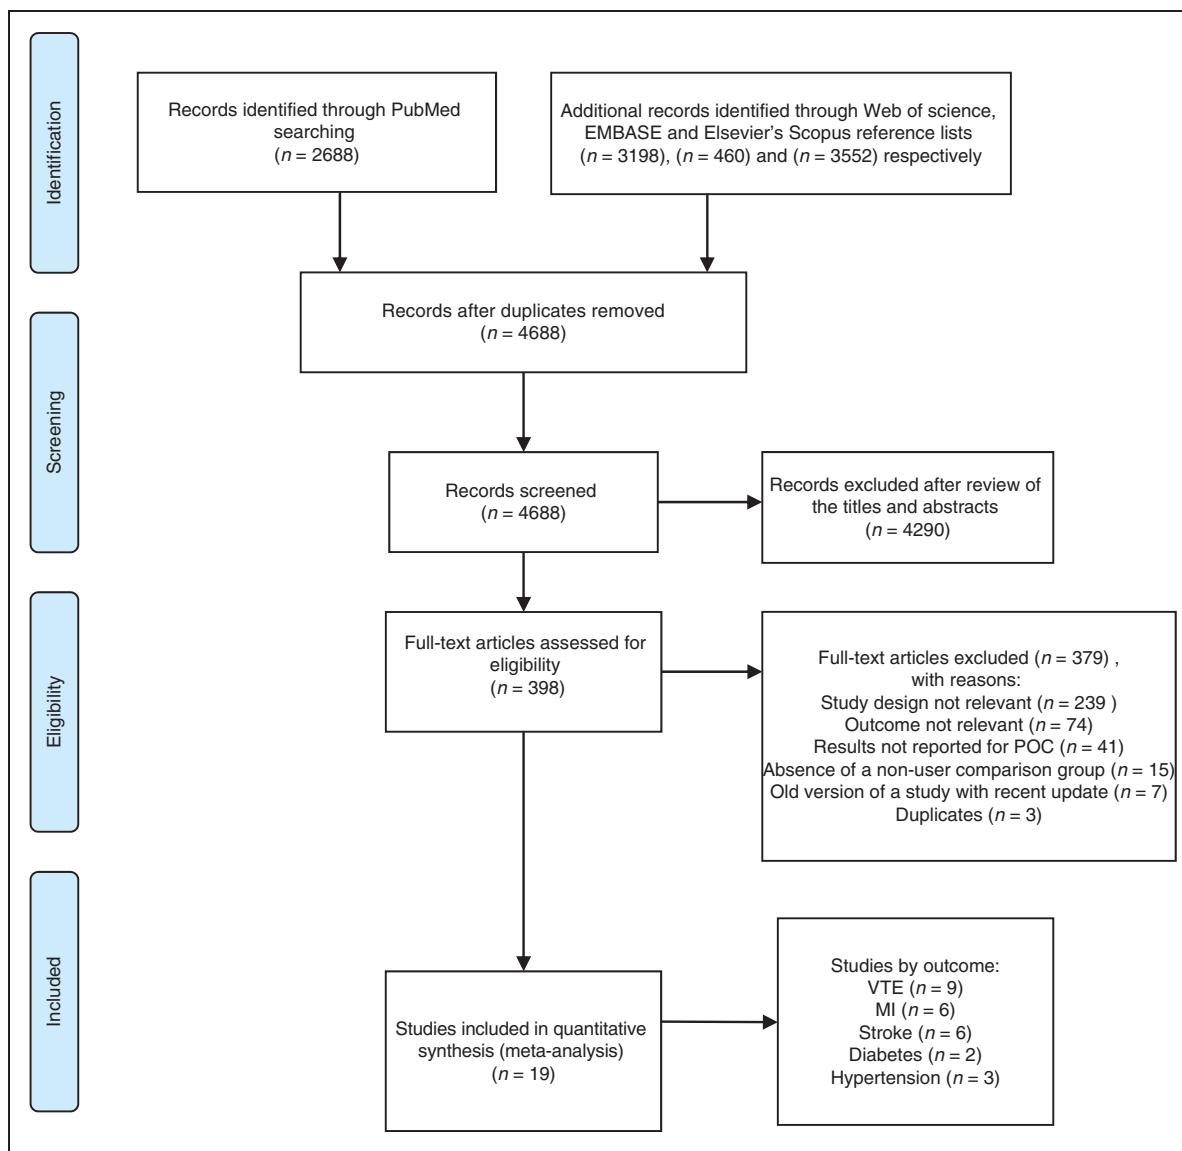 Identification
Records identified through PubMed
searching
(n = 2688)
Additional records identified through Web of science,
EMBASE and Elsevier's Scopus reference lists
(n = 3198), (n = 460) and (n = 3552) respectively
Records after duplicates removed
(n = 4688)
Screening
Records screened
(n = 4688)
Records excluded after review of
the titles and abstracts
(n = 4290)
Eligibility
Full-text articles assessed for
eligibility
(n = 398)
Full-text articles excluded (n = 379) ,
with reasons:
Study design not relevant (n = 239 )
Outcome not relevant (n = 74)
Results not reported for POC (n = 41)
Absence of a non-user comparison group (n = 15)
Old version of a study with recent update (n = 7)
Duplicates (n = 3)
Included
Studies included in quantitative
synthesis (meta-analysis)
(n = 19)
Studies by outcome:
VTE (n = 9)
MI (n = 6)
Stroke (n = 6)
Diabetes (n = 2)
Hypertension (n = 3)